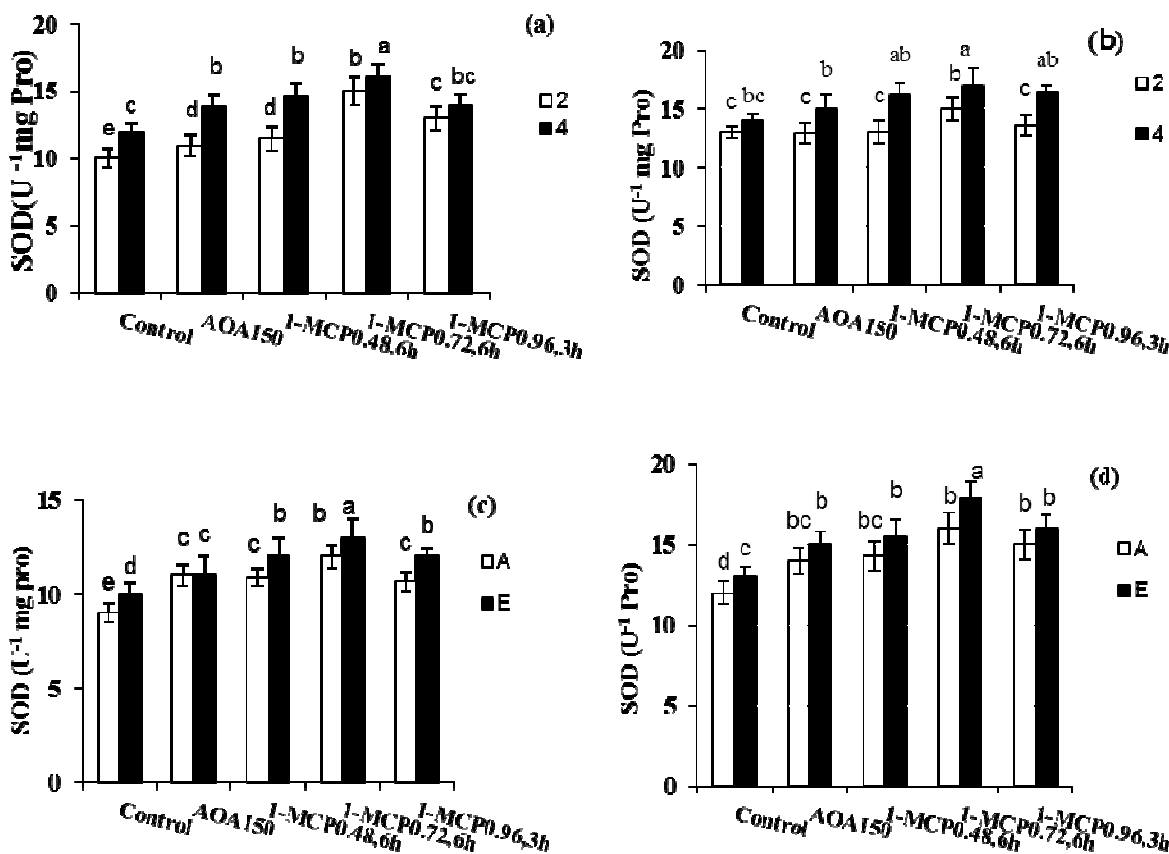 (a)
20
15
10
5
0
SOD(U -1 mg Pro)
e c d b d b b a c bc
2
4
Control AOA150 1-MCP0.48,6h 1-MCP0.72,6h 1-MCP0.96,3h
(b)
20
15
10
5
0
SOD (U-1 mg Pro)
c bc c b c ab b a c ab
2
4
Control AOA150 1-MCP0.48,6h 1-MCP0.72,6h 1-MCP0.96,3h
(c)
15
10
5
0
SOD (U-1 mg pro)
e d c c c b b a c b
A
E
Control AOA150 1-MCP0.48,6h 1-MCP0.72,6h 1-MCP0.96,3h
(d)
20
15
10
5
0
SOD (U-1 Pro)
d c bc b bc b b a b b
A
E
Control AOA150 1-MCP0.48,6h 1-MCP0.72,6h 1-MCP0.96,3h